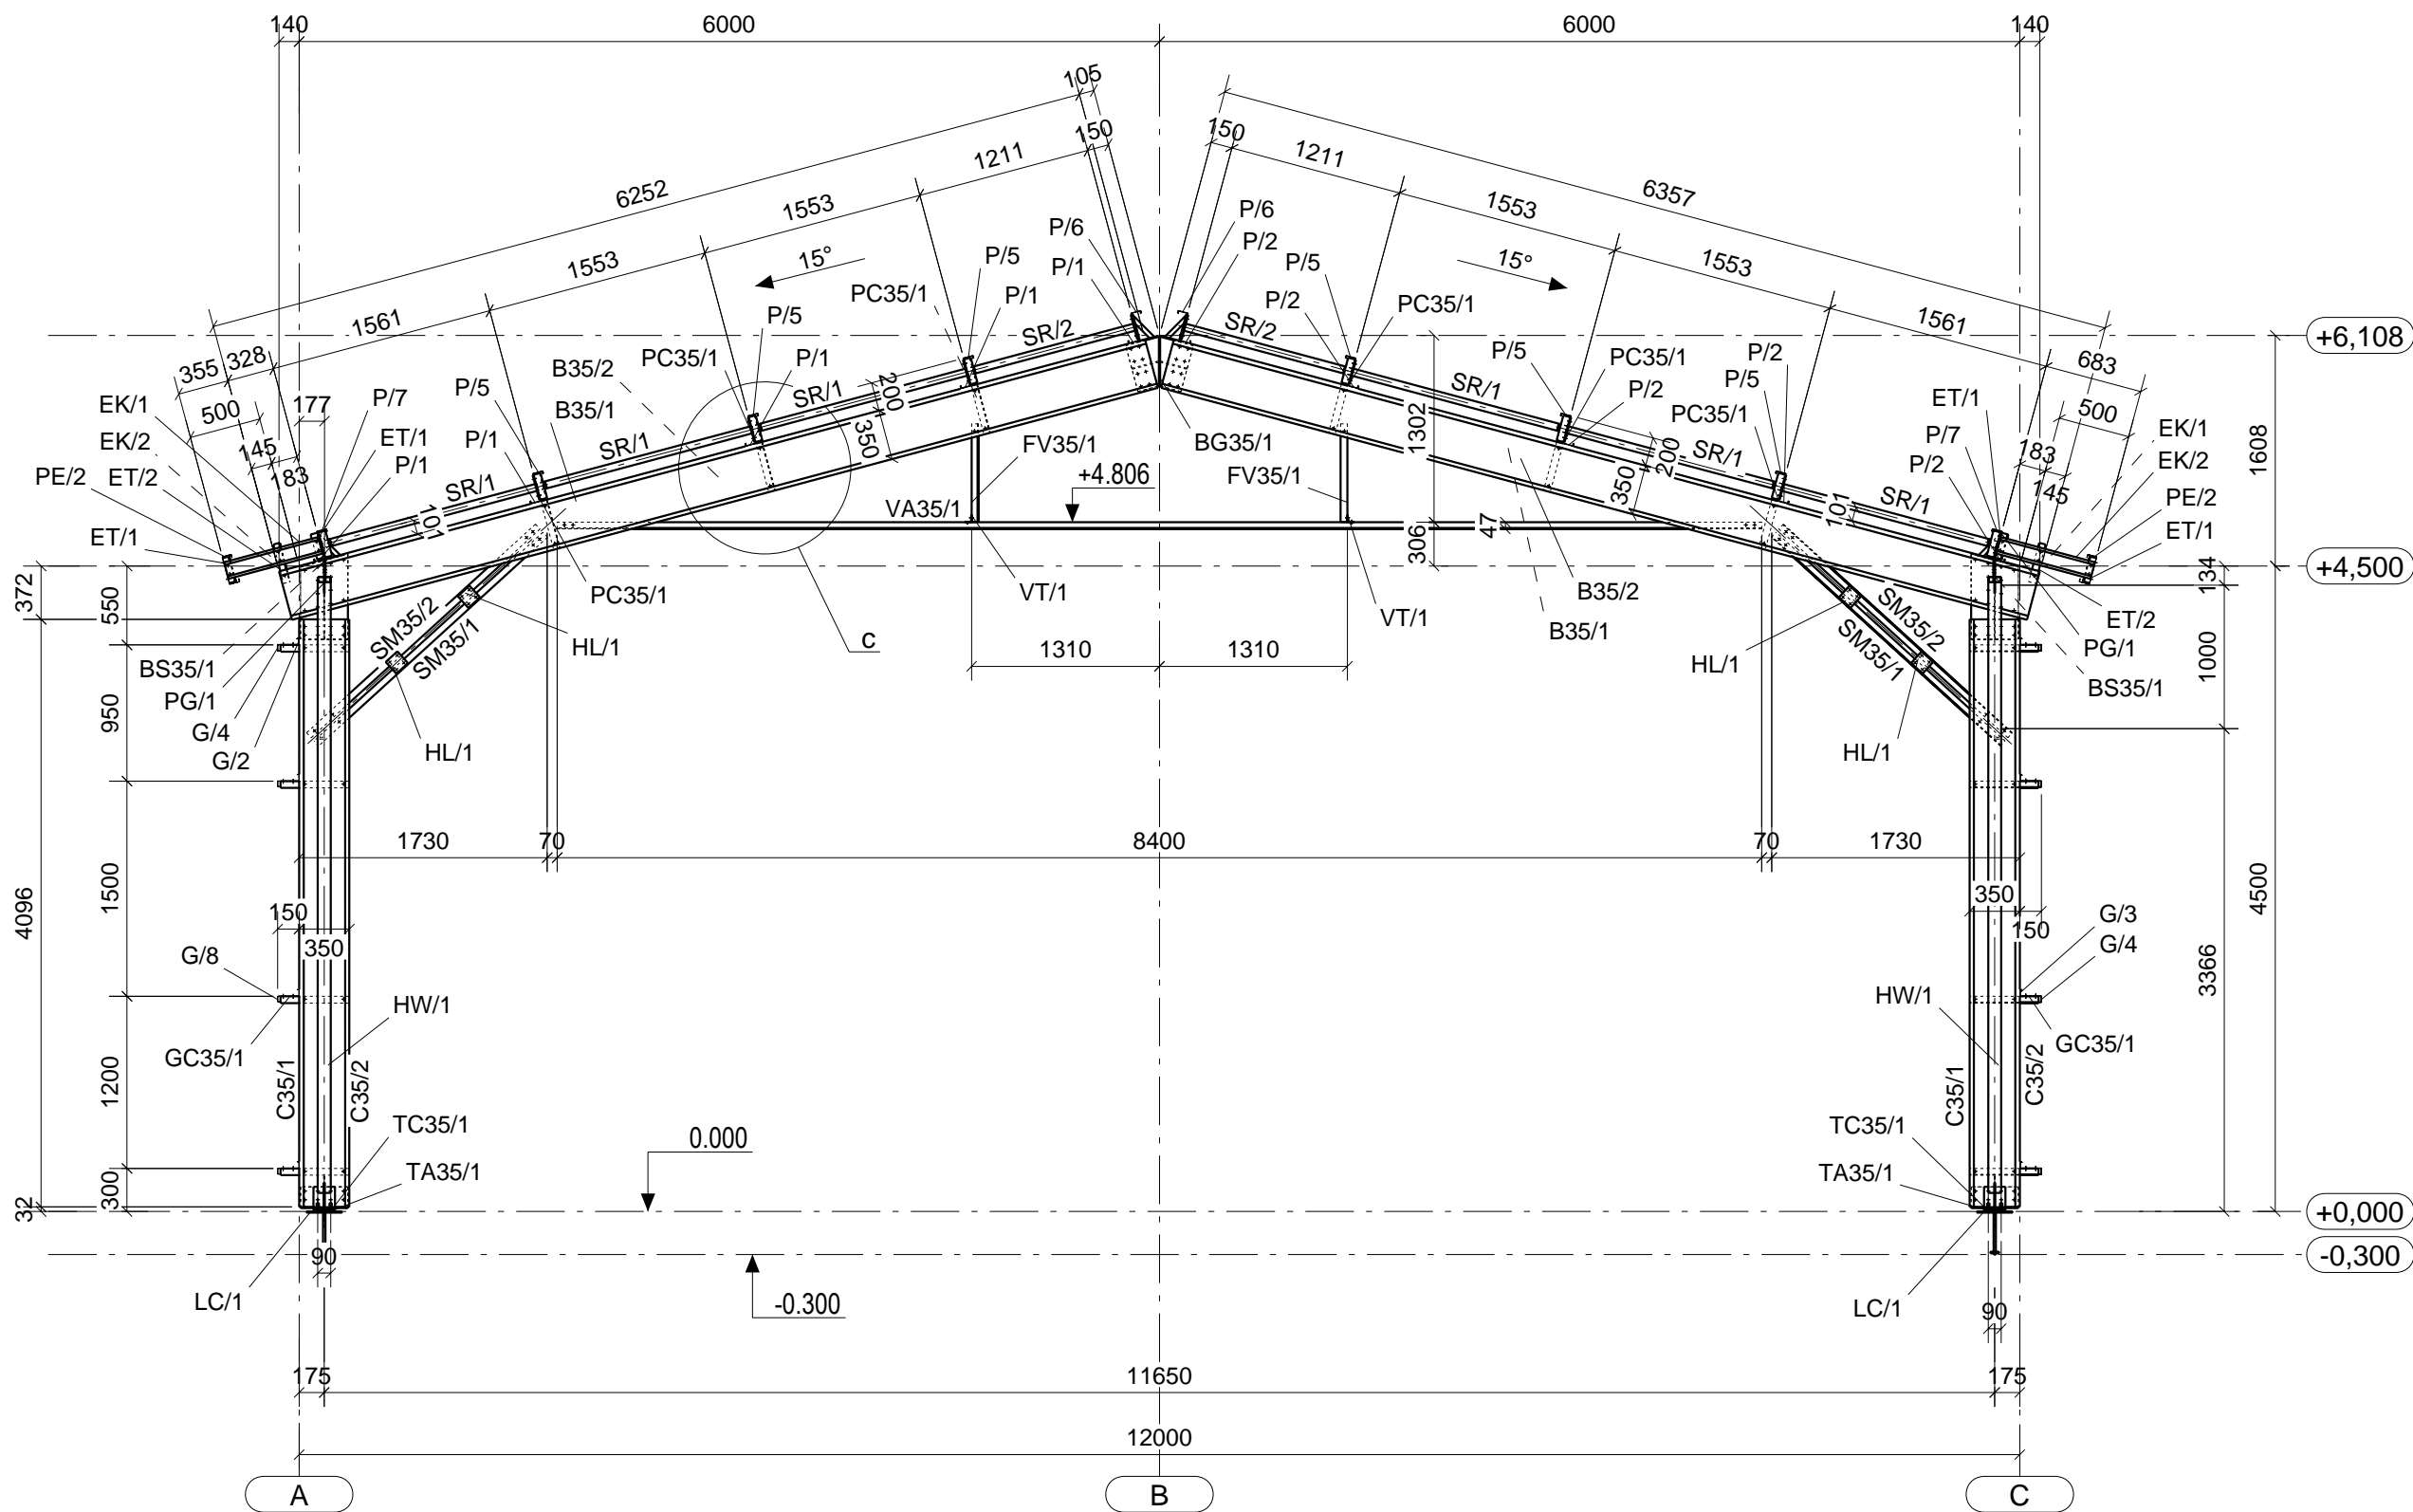 140 6000 6000 140
105
150 150
1211 1211
6252 6357
1553 1553
P/6 P/6
P/2
P/5 P/5
1553 15° P/1 15° 1553
PC35/1 P/1 P/2 PC35/1
1561 P/5 SR/2 SR/2 1561
+6,108
355 328 PC35/1 P/1 P/5 PC35/1 P/2 683
B35/2 P/5 P/2 P/5
EK/1 177 P/7 P/5 B35/1 SR/1 200 SR/1 PC35/1 ET/1 500
500 1302 1608
EK/2 ET/1 P/1 SR/1 350 FV35/1 BG35/1 FV35/1 350 200 SR/1 P/7 183 EK/1
145 P/2 EK/2
PE/2 ET/2 183 P/1 SR/1 +4.806 SR/1 145 PE/2
101 VA35/1 101
ET/1 306 47 ET/1
+4,500
372 550 134
PC35/1 VT/1 B35/2 ET/2
SM35/2 HL/1 c VT/1 B35/1 SM35/2 PG/1
BS35/1 SM35/1 1310 1310 HL/1 SM35/1 1000
PG/1 BS35/1
950 G/4
G/2 HL/1 HL/1
1730 70 8400 70 1730
4096 1500 150 350 350 150 4500
G/3
G/8 G/4
3366
HW/1 HW/1
GC35/1 GC35/1
1200 C35/1 C35/2 C35/1 C35/2
TC35/1 TC35/1
0.000
TA35/1 TA35/1
32 300
+0,000
90 -0,300
LC/1 -0.300 LC/1
90
175 11650 175
12000
A B C